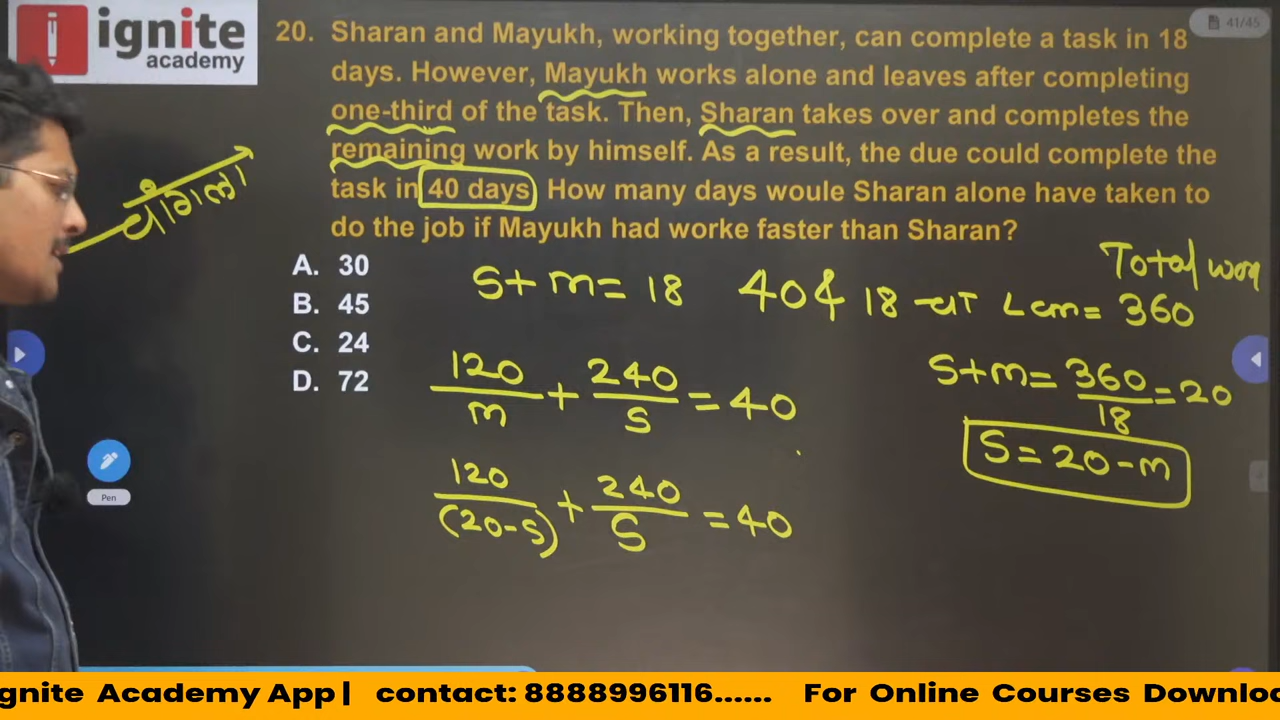 ignite
academy
41/45
20. Sharan and Mayukh, working together, can complete a task in 18
days. However, Mayukh works alone and leaves after completing
one-third of the task. Then, Sharan takes over and completes the
remaining work by himself. As a result, the due could complete the
task in 40 days. How many days woule Sharan alone have taken to
do the job if Mayukh had worke faster than Sharan?
चांगला
A. 30
B. 45
C. 24
D. 72
S+m=18
40& 18 चा Lcm= 360
Total wor
120/m + 240/S = 40
S+m= 360/18 = 20
S=20-m
120/(20-S) + 240/S = 40
Pen
gnite Academy App| contact: 8888996116...... For Online Courses Downloa